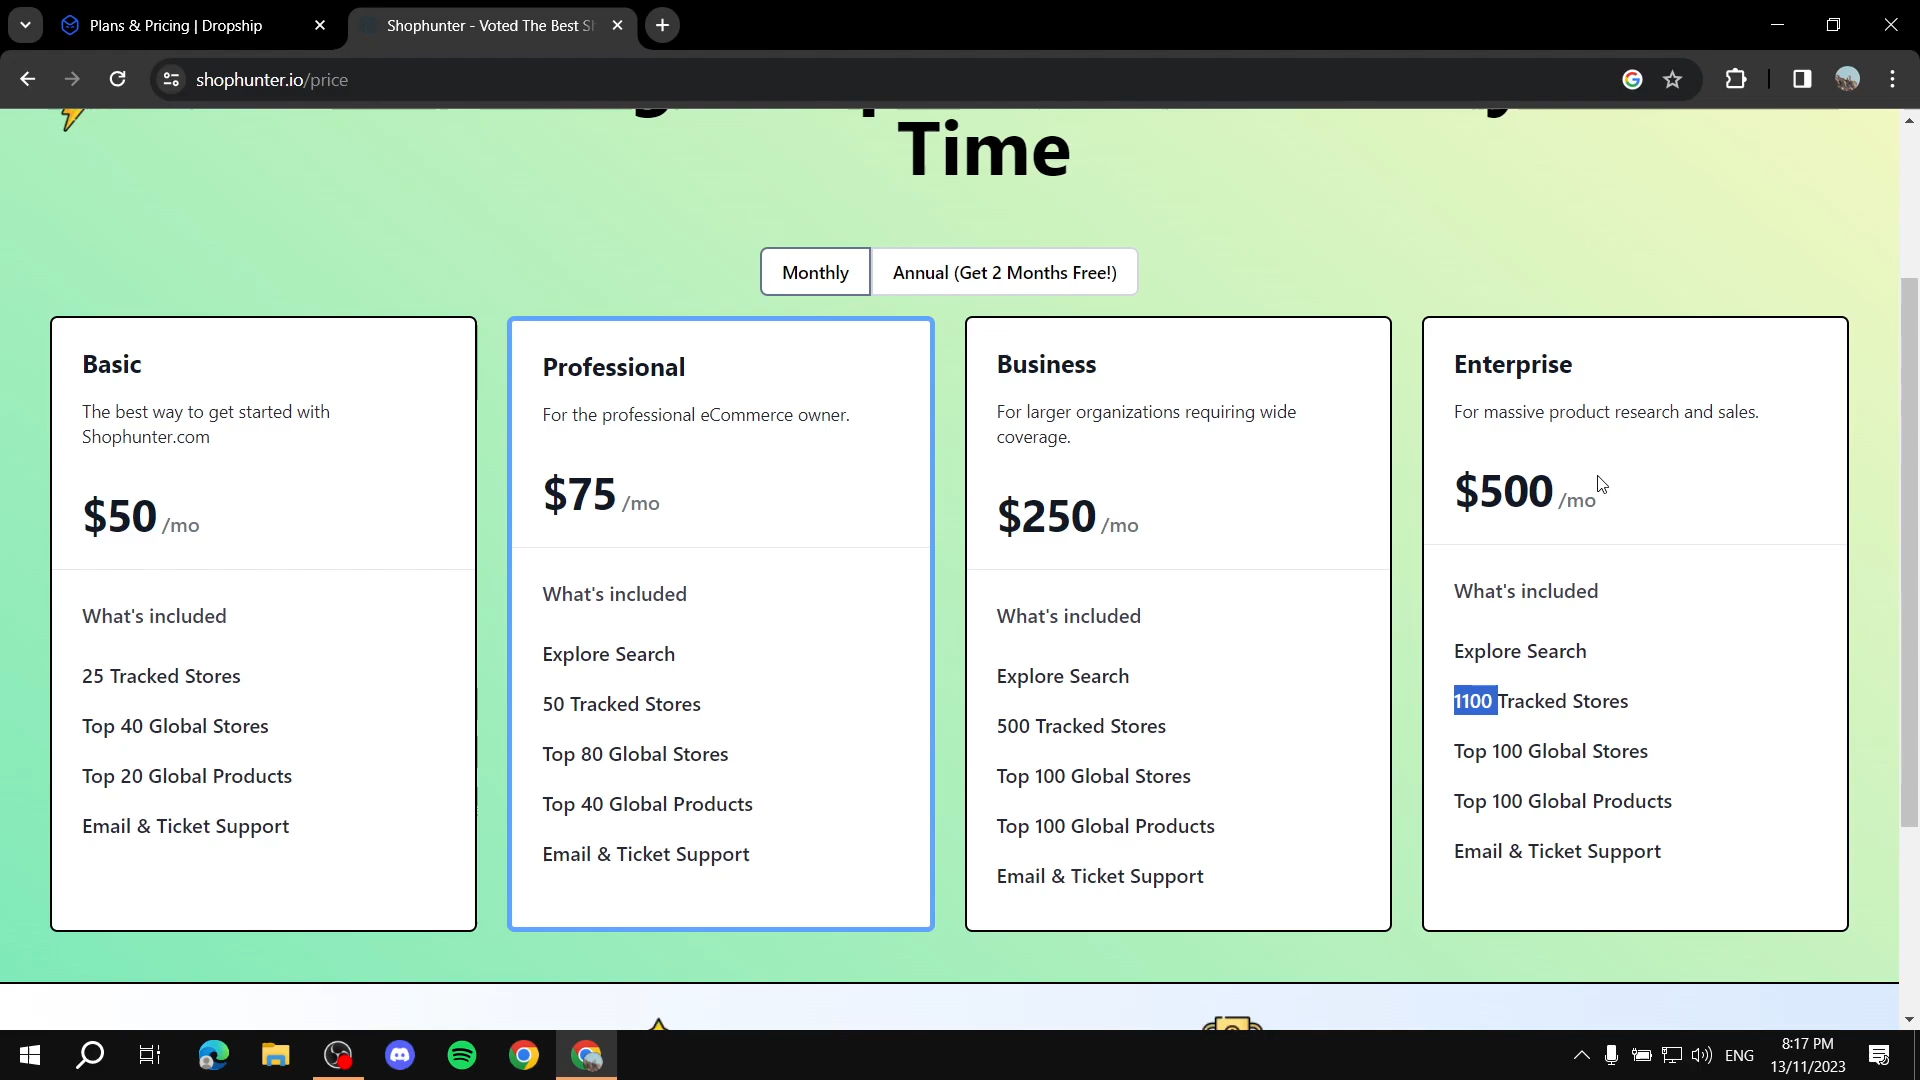 Plans & Pricing | Dropship
Shophunter - Voted The Best S
shophunter.io/price
Time
Monthly
Annual (Get 2 Months Free!)
Basic
The best way to get started with
Shophunter.com
$50 /mo
What's included
25 Tracked Stores
Top 40 Global Stores
Top 20 Global Products
Email & Ticket Support
Professional
For the professional eCommerce owner.
$75 /mo
What's included
Explore Search
50 Tracked Stores
Top 80 Global Stores
Top 40 Global Products
Email & Ticket Support
Business
For larger organizations requiring wide
coverage.
$250 /mo
What's included
Explore Search
500 Tracked Stores
Top 100 Global Stores
Top 100 Global Products
Email & Ticket Support
Enterprise
For massive product research and sales.
$500 /mo
What's included
Explore Search
1100 Tracked Stores
Top 100 Global Stores
Top 100 Global Products
Email & Ticket Support
ENG
8:17 PM
13/11/2023